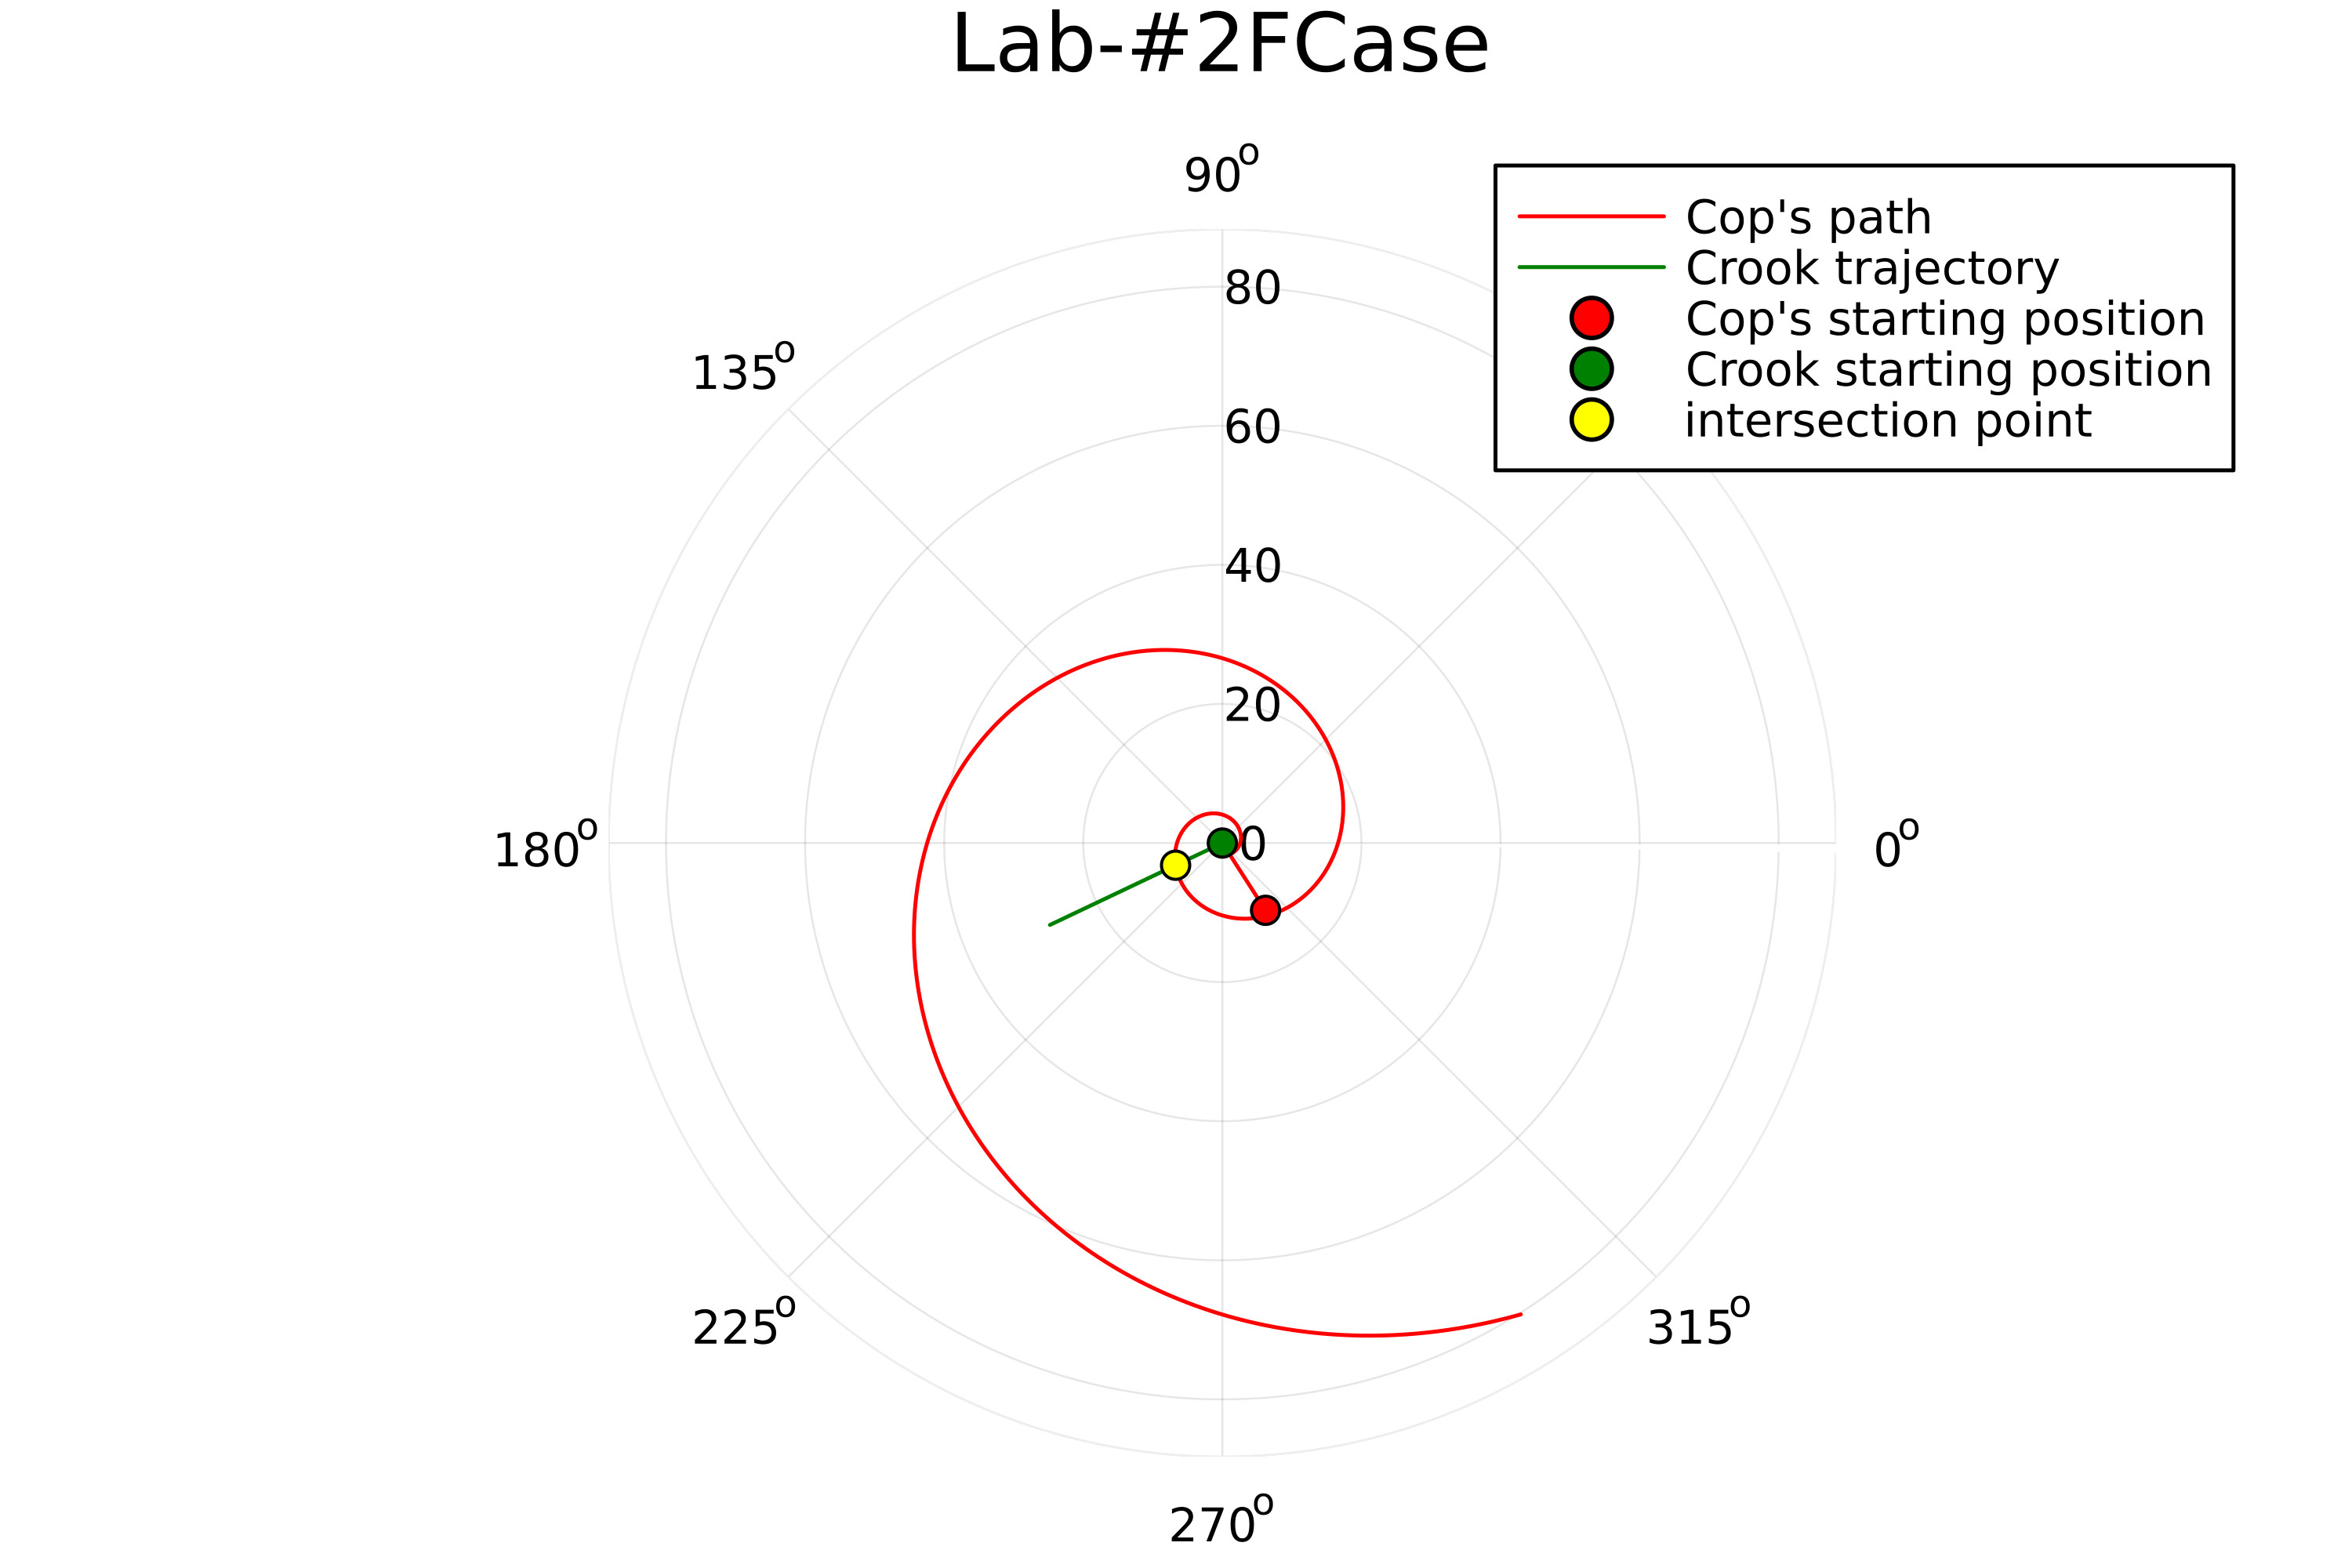 Lab-#2FCase
90°
Cop's path
Crook trajectory
Cop's starting position
Crook starting position
intersection point
80
135°
60
40
20
180°
0
0°
225°
315°
270°